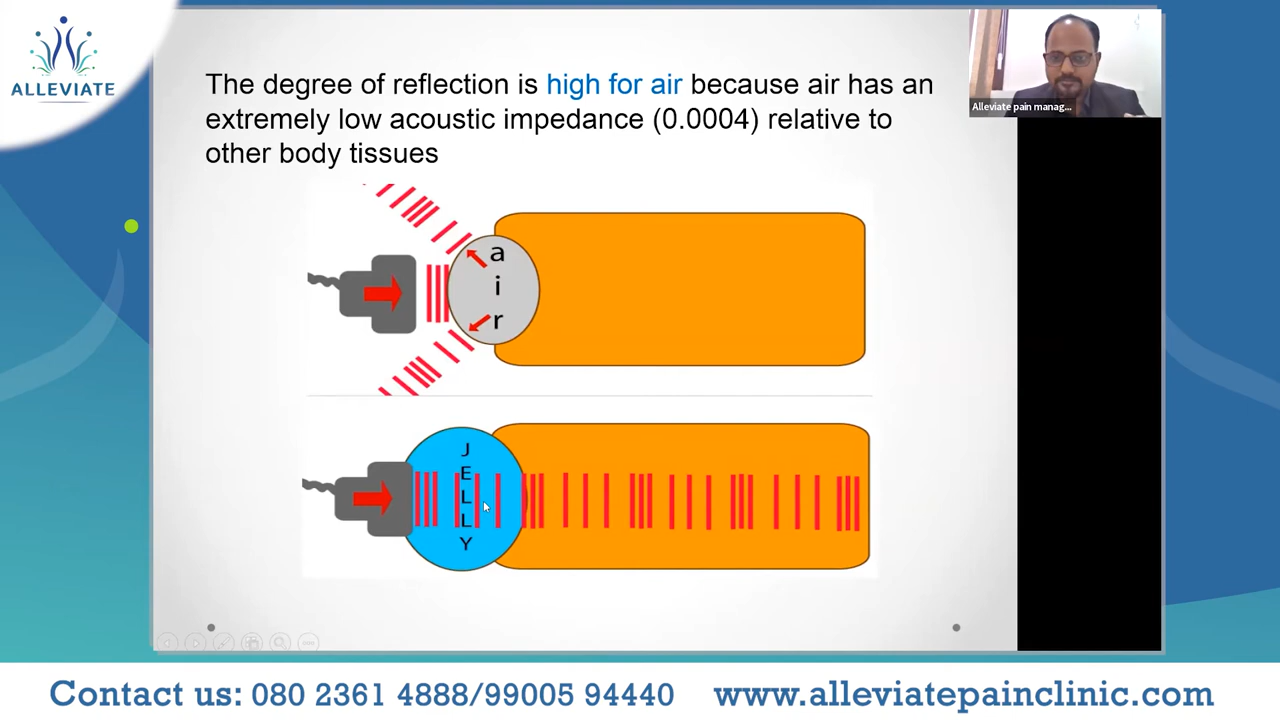 ALLEVIATE
The degree of reflection is high for air because air has an
extremely low acoustic impedance (0.0004) relative to
other body tissues
Alleviate pain manag...
a
i
r
J
E
L
L
Y
Contact us: 080 2361 4888/99005 94440 www.alleviatepainclinic.com